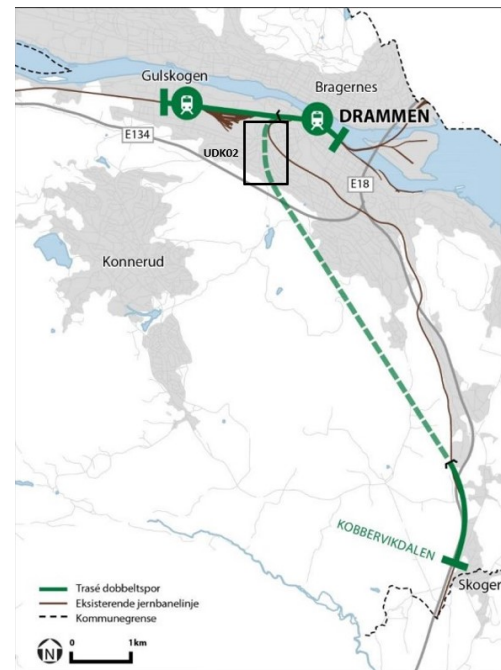 Gulskogen
Bragernes
DRAMMEN
E134
UDK02
E18
Konnerud
KOBBERVIKDALEN
Skoger
Trasé dobbeltspor
Eksisterende jernbanelinje
Kommunegrense
N
0 1km